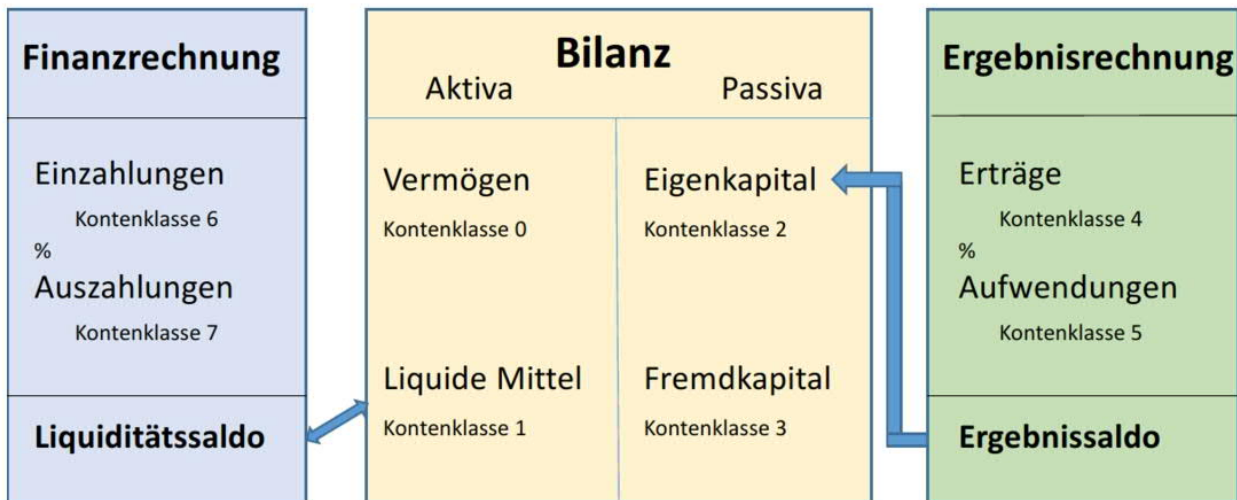 Finanzrechnung
Einzahlungen
Kontenklasse 6
%
Auszahlungen
Kontenklasse 7
Liquiditätssaldo
Bilanz
Aktiva
Passiva
Vermögen
Kontenklasse 0
Liquide Mittel
Kontenklasse 1
Eigenkapital
Kontenklasse 2
Fremdkapital
Kontenklasse 3
Ergebnisrechnung
Erträge
Kontenklasse 4
%
Aufwendungen
Kontenklasse 5
Ergebnissaldo